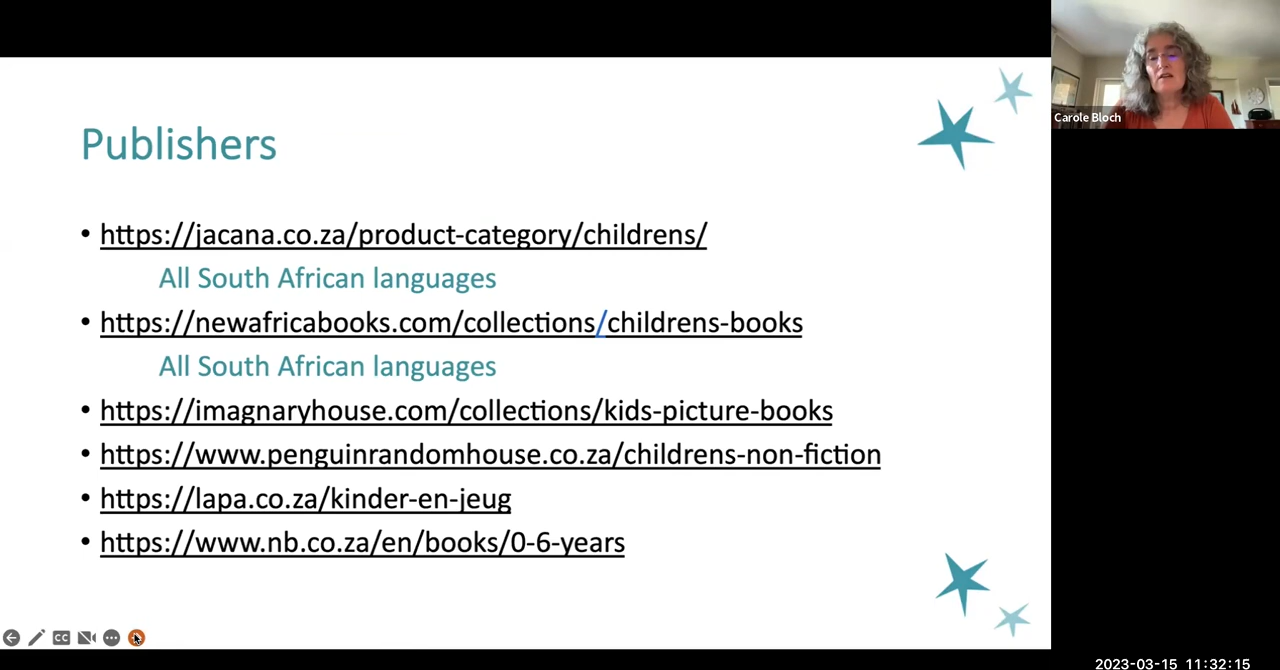 Publishers
• https://jacana.co.za/product-category/childrens/
All South African languages
• https://newafricabooks.com/collections/childrens-books
All South African languages
• https://imagnaryhouse.com/collections/kids-picture-books
• https://www.penguinrandomhouse.co.za/childrens-non-fiction
• https://lapa.co.za/kinder-en-jeug
• https://www.nb.co.za/en/books/0-6-years
Carole Bloch
CC
2023-03-15 11:32:15